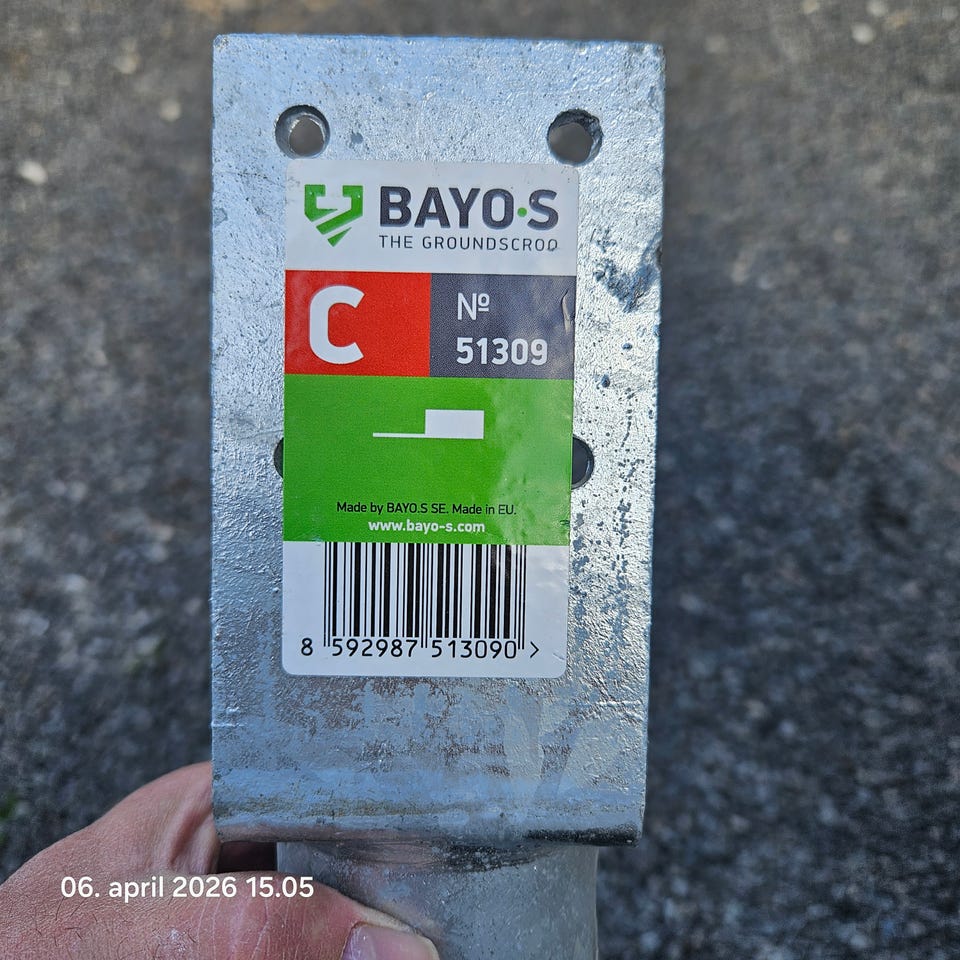 BAYO·S
THE GROUNDSCROO
C
Nº
51309
Made by BAYO.S SE. Made in EU.
www.bayo-s.com
8 592987 513090 >
06. april 2026 15.05